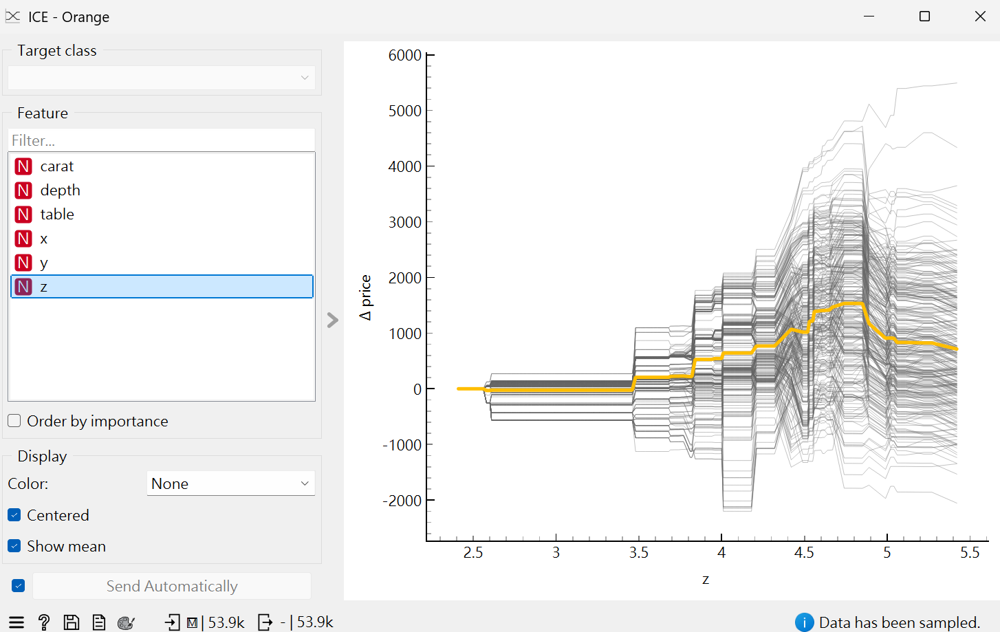 ICE - Orange
Target class
Feature
Filter...
N carat
N depth
N table
N x
N y
N z
Order by importance
Display
Color: None
Centered
Show mean
Send Automatically
| 53.9k - | 53.9k
Data has been sampled.
6000
5000
4000
3000
2000
1000
0
-1000
-2000
Δ price
2.5 3 3.5 4 4.5 5 5.5
z